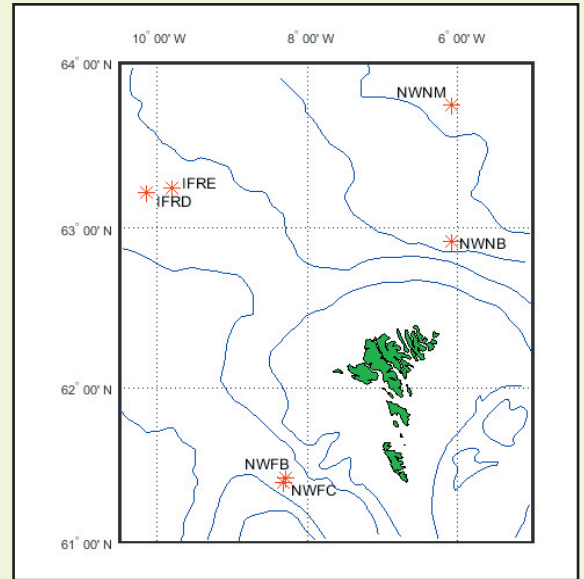 10° 00' W 8° 00' W 6° 00' W
64° 00' N
NWNM
IFRE
IFRD
63° 00' N
NWNB
62° 00' N
NWFB
NWFC
61° 00' N